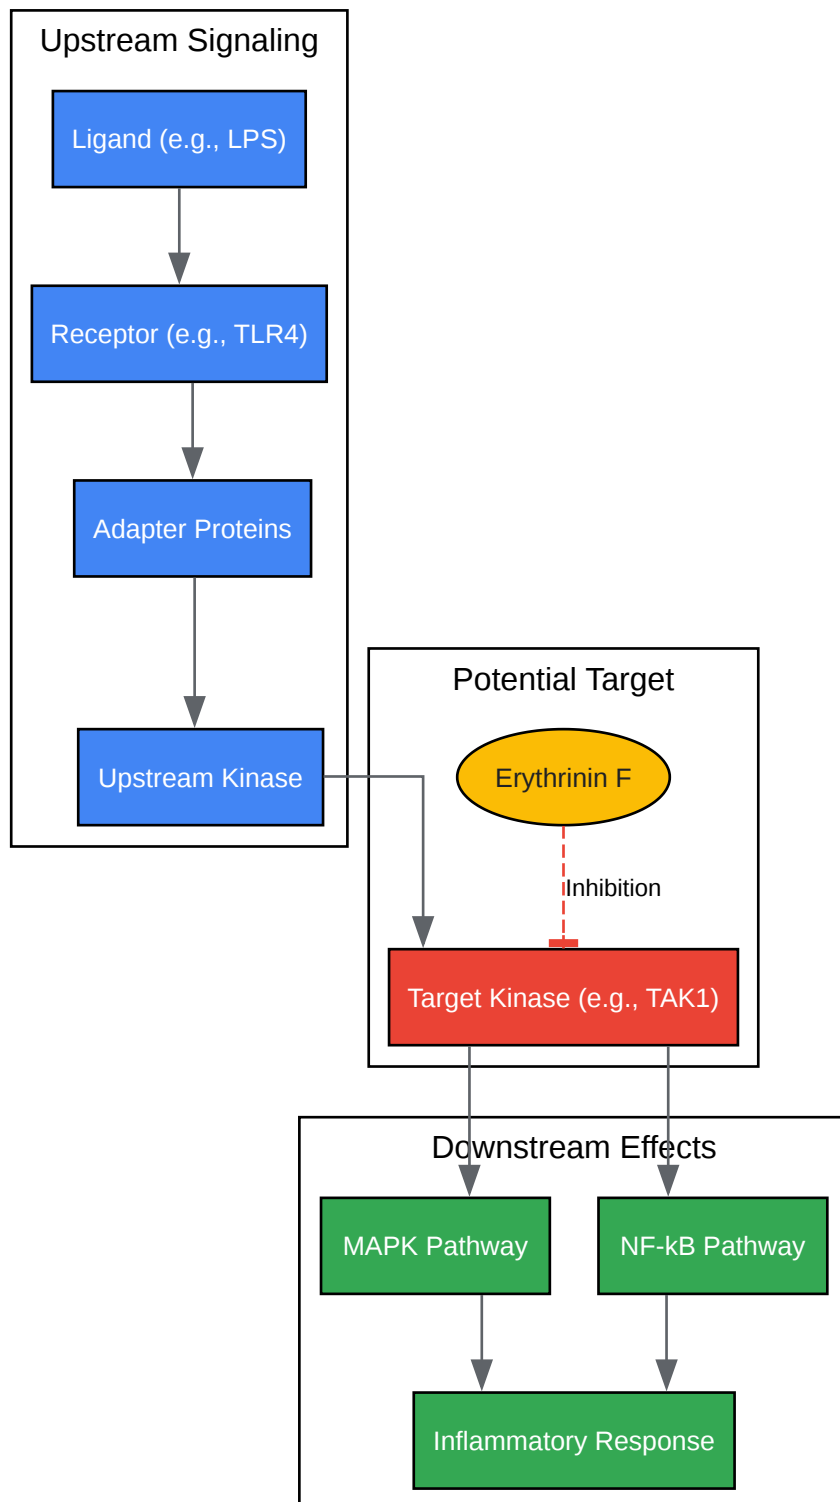 Upstream Signaling
Ligand (e.g., LPS)
Receptor (e.g., TLR4)
Adapter Proteins
Upstream Kinase
Potential Target
Erythrinin F
Inhibition
Target Kinase (e.g., TAK1)
Downstream Effects
MAPK Pathway
NF-kB Pathway
Inflammatory Response